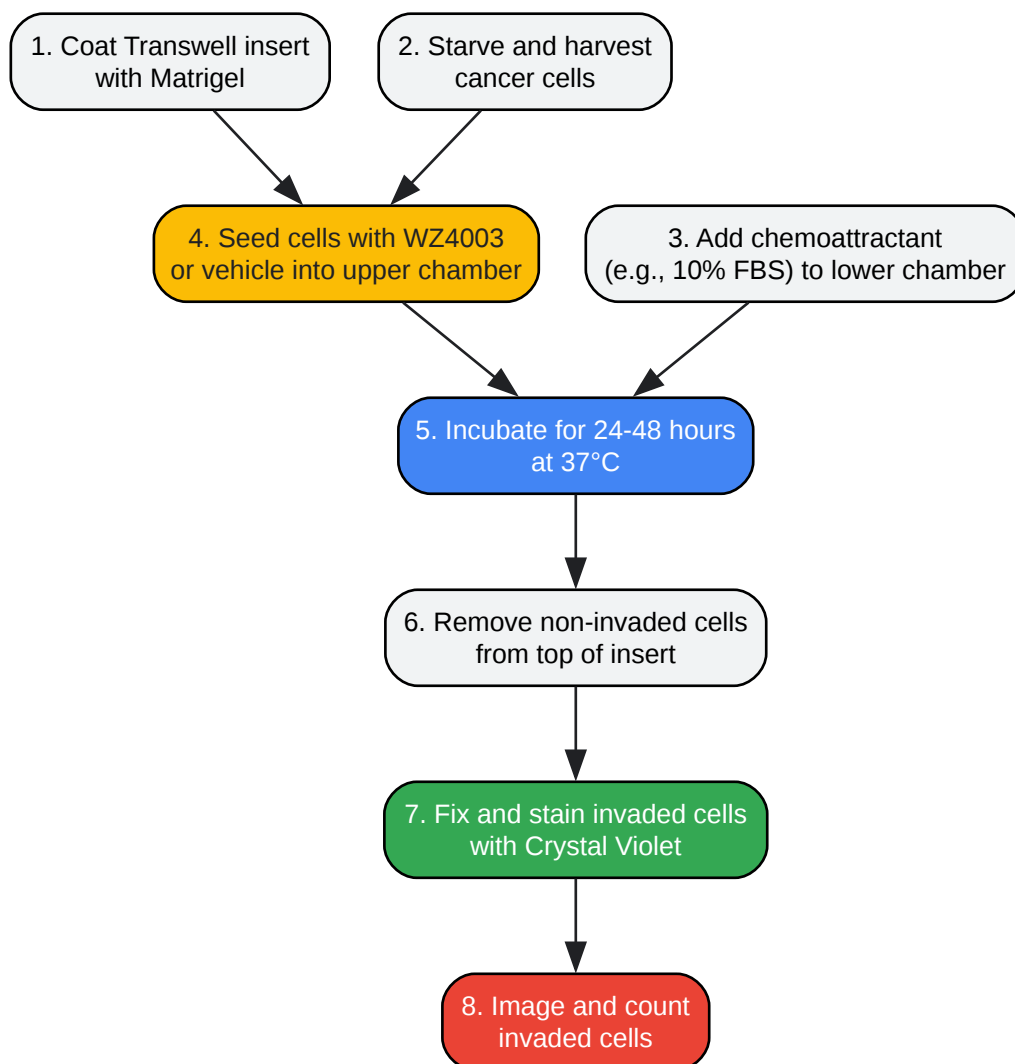 1. Coat Transwell insert
with Matrigel
2. Starve and harvest
cancer cells
4. Seed cells with WZ4003
or vehicle into upper chamber
3. Add chemoattractant
(e.g., 10% FBS) to lower chamber
5. Incubate for 24-48 hours
at 37°C
6. Remove non-invaded cells
from top of insert
7. Fix and stain invaded cells
with Crystal Violet
8. Image and count
invaded cells